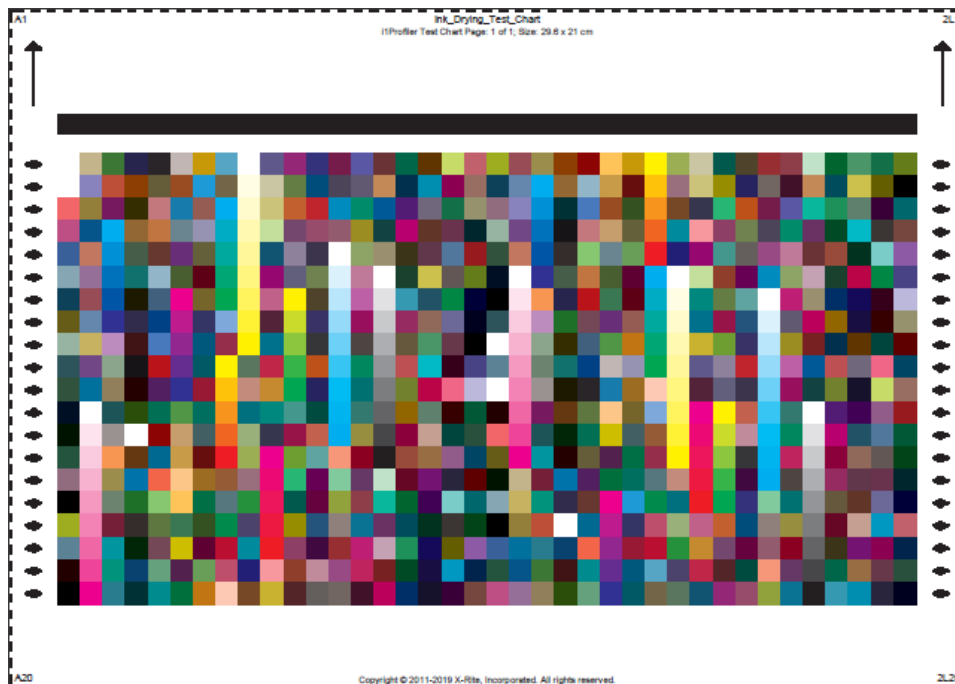 A1
Ink_Drying_Test_Chart
2L
i1Profiler Test Chart Page: 1 of 1; Size: 29.6 x 21 cm
A20
Copyright © 2011-2019 X-Rite, Incorporated. All rights reserved.
2L2